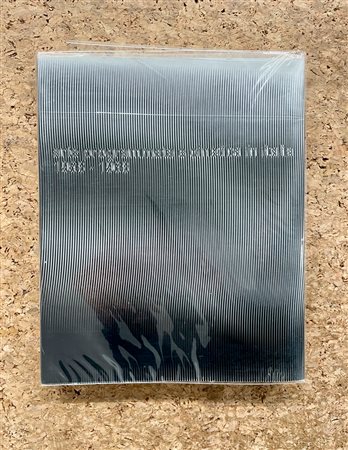 arte programmata e cinetica in italia
1958 - 1968